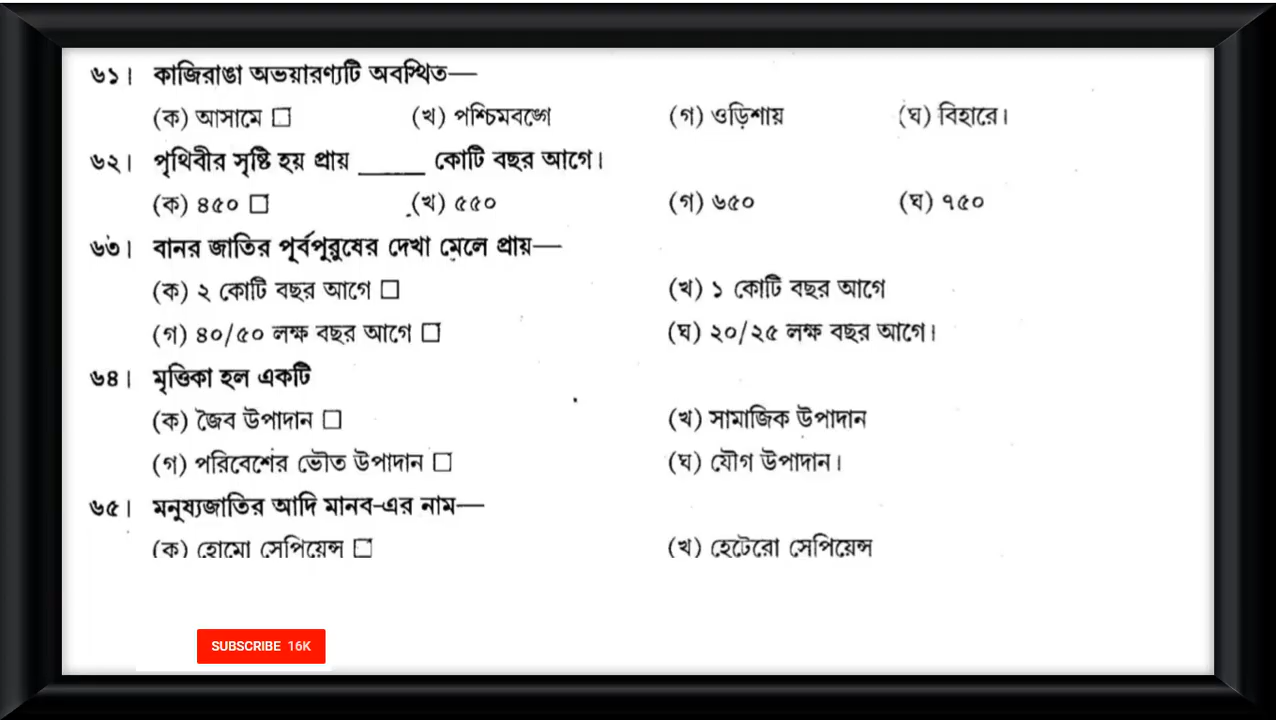 ৬১। কাজিরাঙা অভয়ারণ্যটি অবস্থিত—
(ক) আসামে □ (খ) পশ্চিমবঙ্গে (গ) ওড়িশায় (ঘ) বিহারে।
৬২। পৃথিবীর সৃষ্টি হয় প্রায় _____ কোটি বছর আগে।
(ক) ৪৫০ □ (খ) ৫৫০ (গ) ৬৫০ (ঘ) ৭৫০
৬৩। বানর জাতির পূর্বপুরুষের দেখা মেলে প্রায়—
(ক) ২ কোটি বছর আগে □ (খ) ১ কোটি বছর আগে
(গ) ৪০/৫০ লক্ষ বছর আগে □ (ঘ) ২০/২৫ লক্ষ বছর আগে।
৬৪। মৃত্তিকা হল একটি
(ক) জৈব উপাদান □ (খ) সামাজিক উপাদান
(গ) পরিবেশের ভৌত উপাদান □ (ঘ) যৌগ উপাদান।
৬৫। মনুষ্যজাতির আদি মানব-এর নাম—
(ক) হোমো সেপিয়েন্স □ (খ) হেটেরো সেপিয়েন্স
SUBSCRIBE 16K